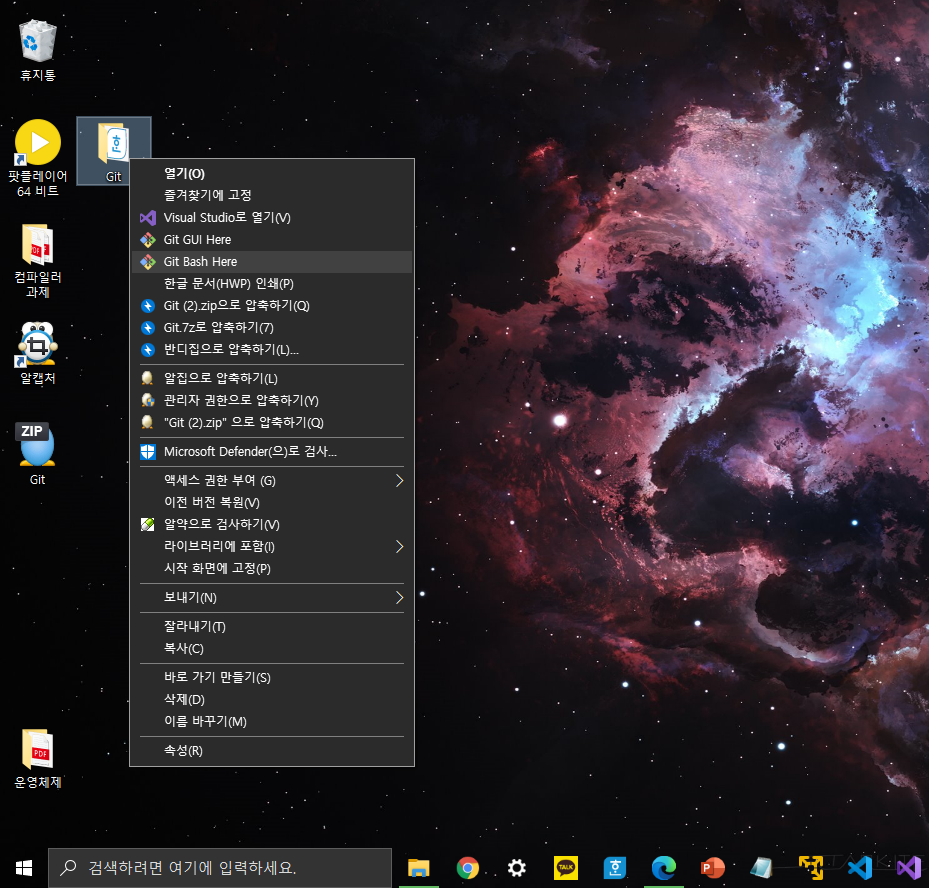 휴지통
팟플레이어
64 비트
Git
컴파일러
과제
알캡처
ZIP
Git
PDF
운영체제
열기(O)
즐겨찾기에 고정
Visual Studio로 열기(V)
Git GUI Here
Git Bash Here
한글 문서(HWP) 인쇄(P)
Git (2).zip으로 압축하기(Q)
Git.7z로 압축하기(7)
반디집으로 압축하기(L)...
알집으로 압축하기(L)
관리자 권한으로 압축하기(Y)
"Git (2).zip" 으로 압축하기(Q)
Microsoft Defender(으)로 검사...
액세스 권한 부여 (G)
이전 버전 복원(V)
알약으로 검사하기(V)
라이브러리에 포함(I)
시작 화면에 고정(P)
보내기(N)
잘라내기(T)
복사(C)
바로 가기 만들기(S)
삭제(D)
이름 바꾸기(M)
속성(R)
검색하려면 여기에 입력하세요.
TALK